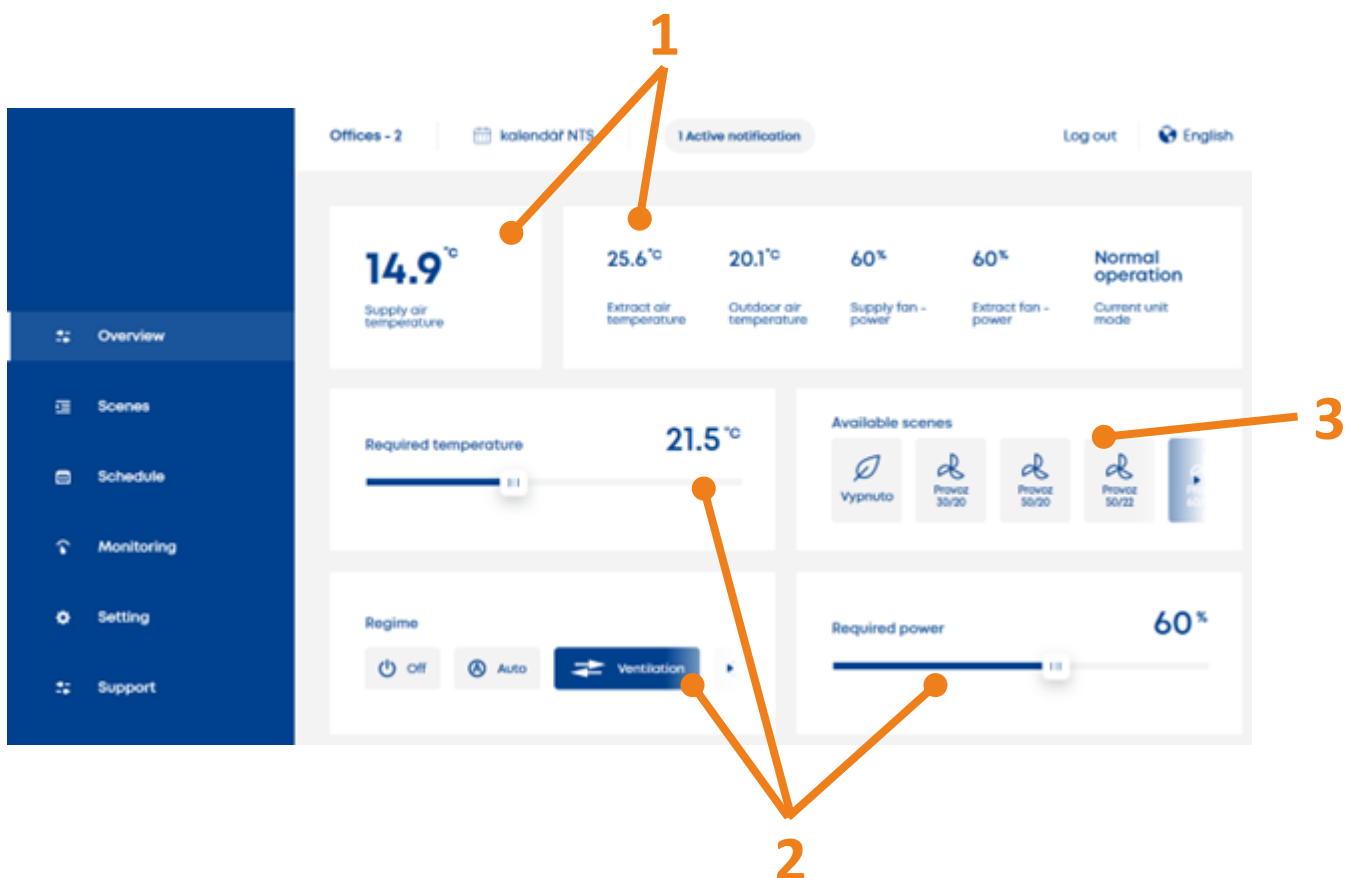 1
Offices - 2
kalendář NTS
1 Active notification
Log out
English
14.9°C
Supply air
temperature
25.6°C
Extract air
temperature
20.1°C
Outdoor air
temperature
60%
Supply fan -
power
60%
Extract fan -
power
Normal
operation
Current unit
mode
Overview
Scenes
Schedule
Monitoring
Setting
Support
Required temperature
21.5°C
Available scenes
Vypnuto
Provoz
30/20
Provoz
50/20
Provoz
50/22
3
Regime
Off
Auto
Ventilation
Required power
60%
2